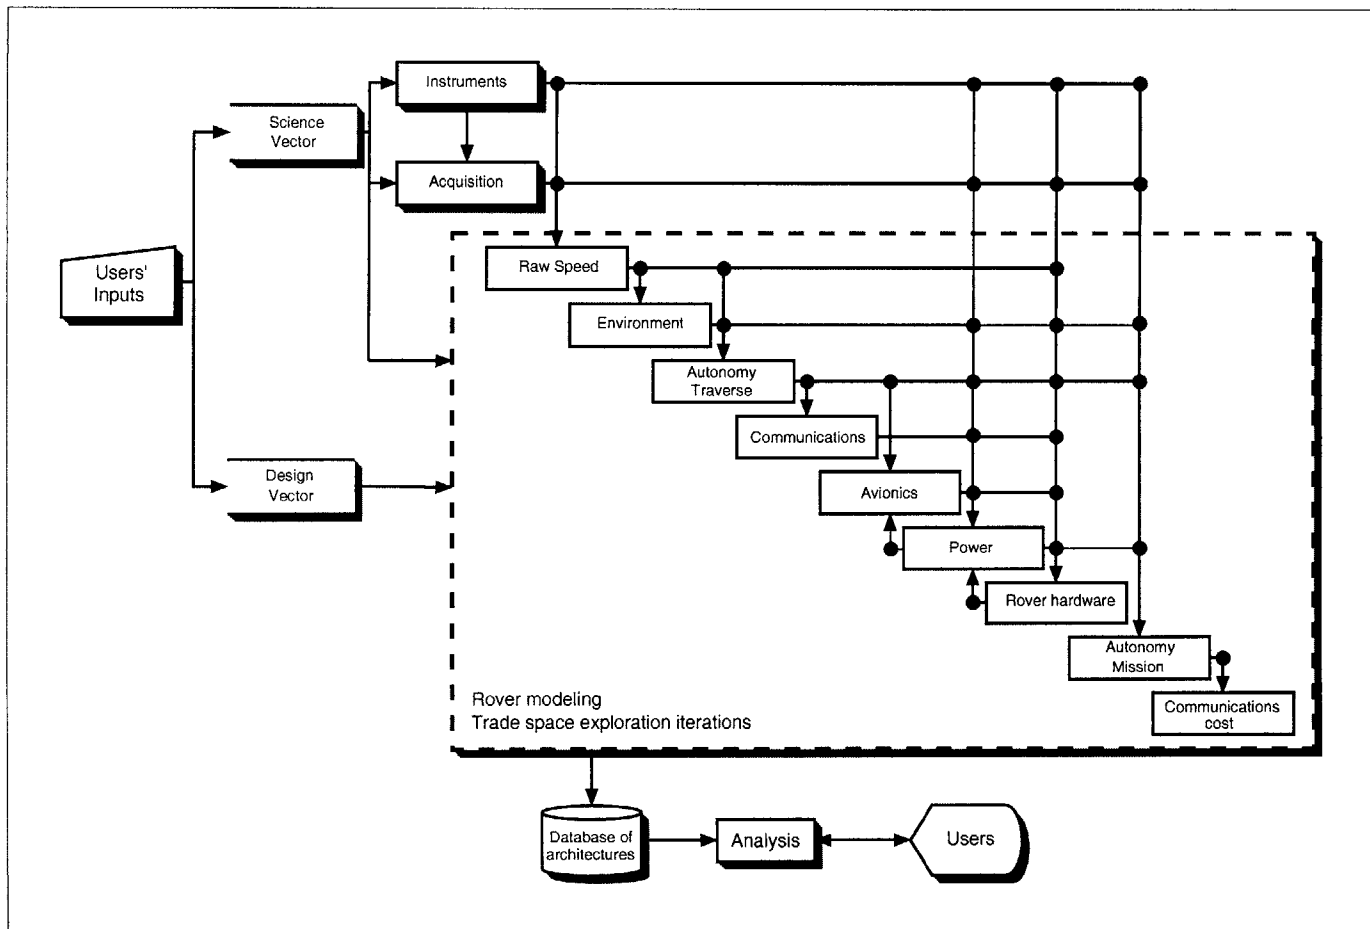 Instruments
Science
Vector
Acquisition
Users'
Inputs
Raw Speed
Environment
Autonomy
Traverse
Communications
Design
Vector
Avionics
Power
Rover hardware
Autonomy
Mission
Communications
cost
Rover modeling
Trade space exploration iterations
Database of
architectures
Analysis
Users